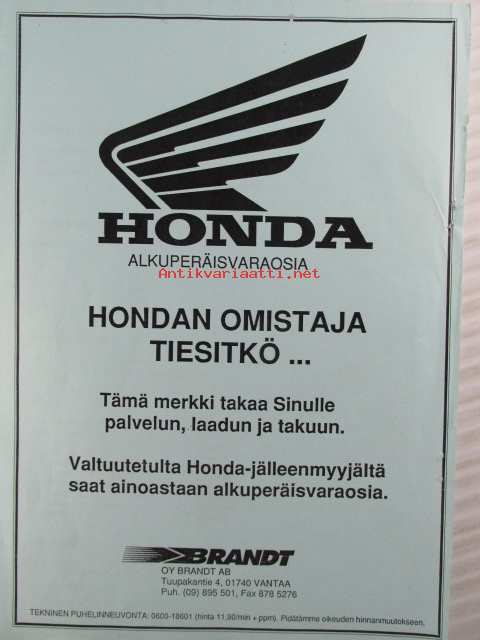 HONDA
ALKUPERÄISVARAOSIA
Antikvariaatti.net
HONDAN OMISTAJA
TIESITKÖ ...
Tämä merkki takaa Sinulle
palvelun, laadun ja takuun.
Valtuutetulta Honda-jälleenmyyjältä
saat ainoastaan alkuperäisvaraosia.
BRANDT
OY BRANDT AB
Tuupakantie 4, 01740 VANTAA
Puh. (09) 895 501, Fax 878 5276
TEKNINEN PUHELINNEUVONTA: 0600-18601 (hinta 11,90/min + ppm). Pidätämme oikeuden hinnanmuutokseen.